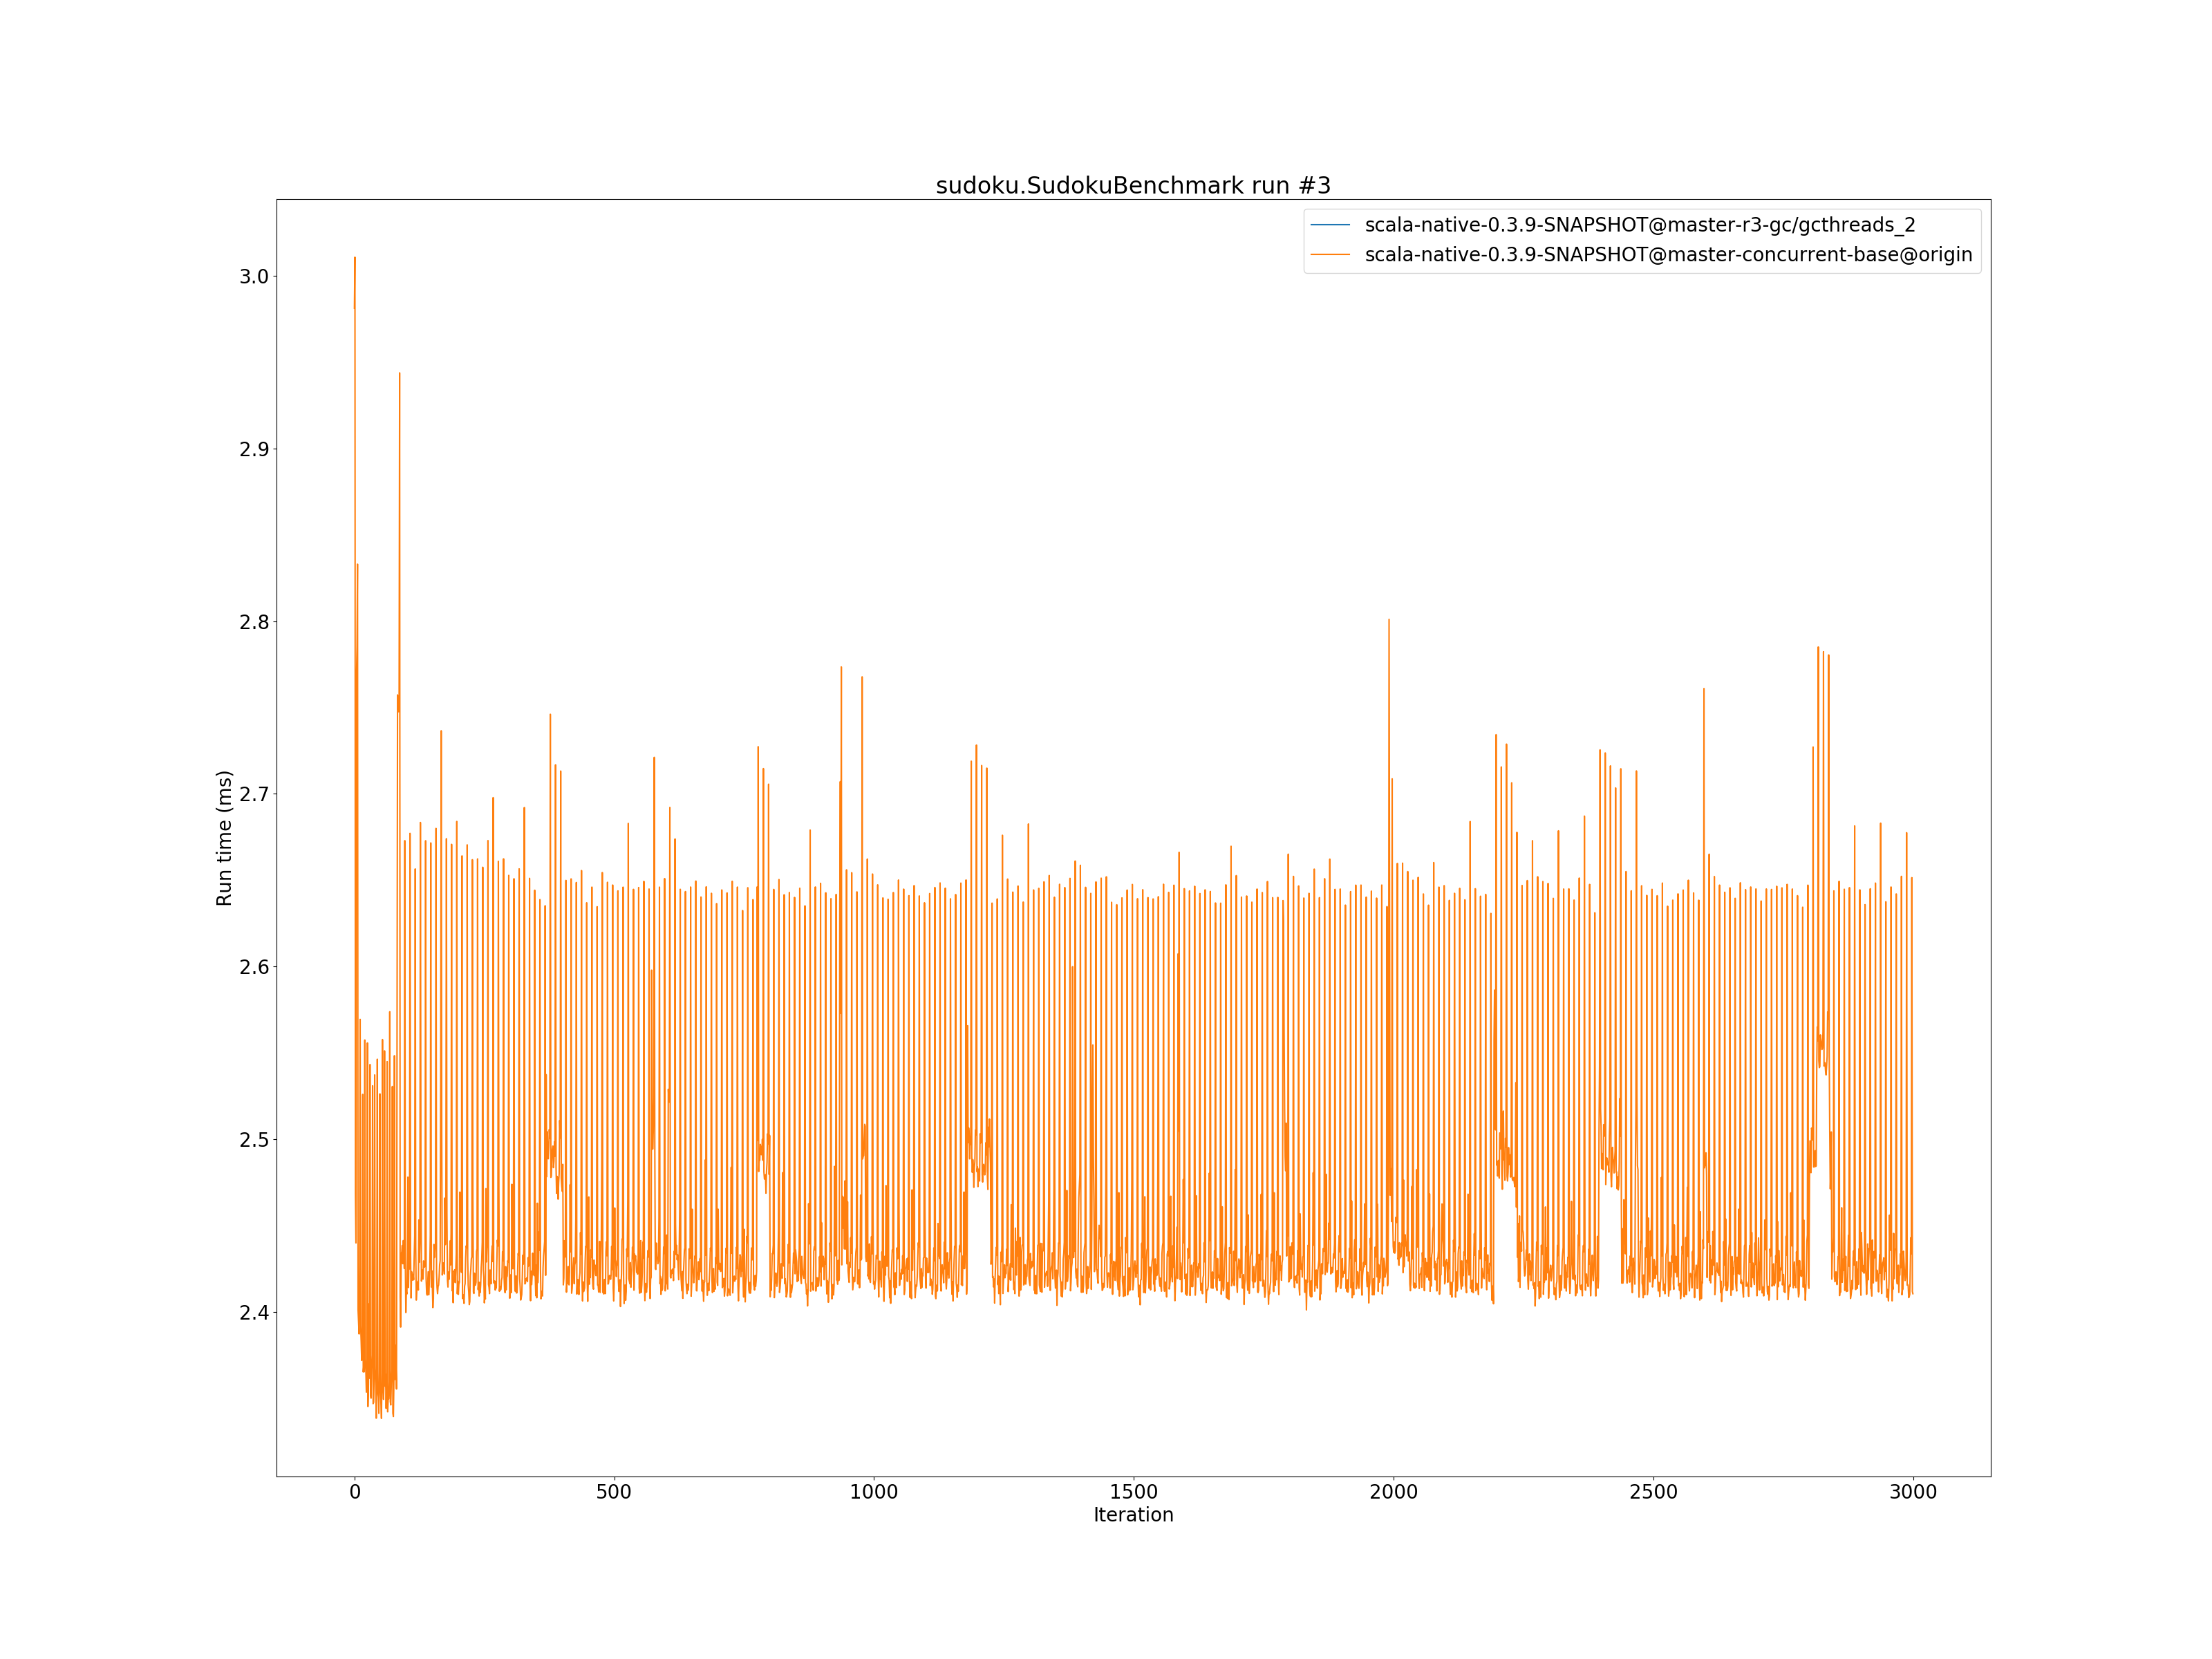 sudoku.SudokuBenchmark run #3
scala-native-0.3.9-SNAPSHOT@master-r3-gc/gcthreads_2
scala-native-0.3.9-SNAPSHOT@master-concurrent-base@origin
3.0
2.9
2.8
2.7
2.6
2.5
2.4
Run time (ms)
0 500 1000 1500 2000 2500 3000
Iteration